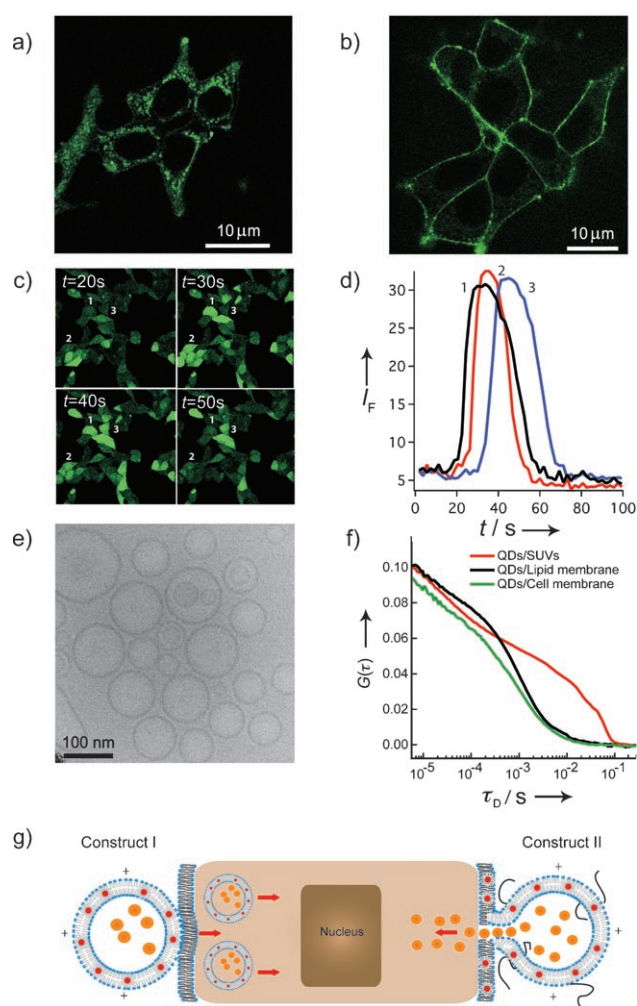 a)
b)
10 µm
10 µm
c)
t=20s
t=30s
1
3
2
1
3
2
t=40s
t=50s
1
3
2
1
3
2
d)
1
2
3
30
25
20
15
10
5
I_F
0 20 40 60 80 100
t / s
e)
100 nm
f)
QDs/SUVs
QDs/Lipid membrane
QDs/Cell membrane
0.10
0.08
0.06
0.04
0.02
0.00
G(τ)
10⁻⁵ 10⁻⁴ 10⁻³ 10⁻² 10⁻¹
τ_D / s
g)
Construct I
Construct II
+
+
+
+
+
+
Nucleus